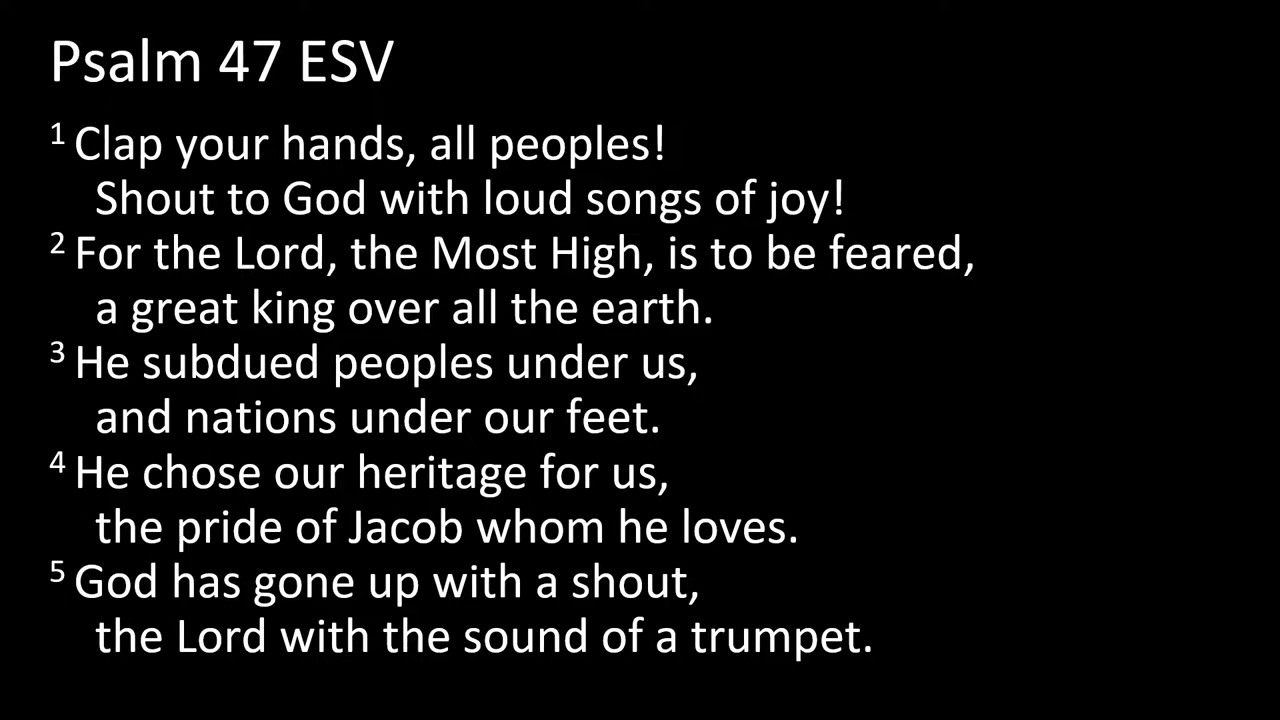 Psalm 47 ESV
1 Clap your hands, all peoples!
Shout to God with loud songs of joy!
2 For the Lord, the Most High, is to be feared,
a great king over all the earth.
3 He subdued peoples under us,
and nations under our feet.
4 He chose our heritage for us,
the pride of Jacob whom he loves.
5 God has gone up with a shout,
the Lord with the sound of a trumpet.